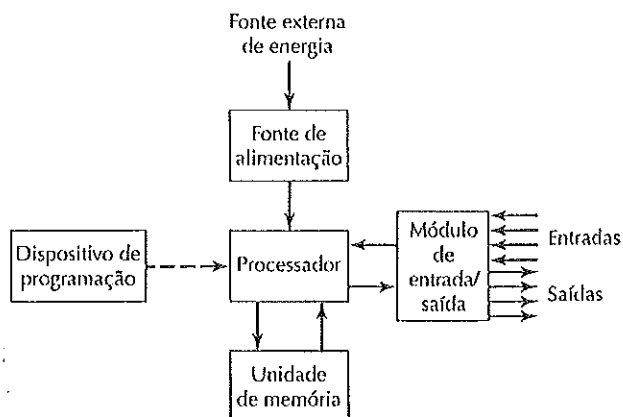 Fonte externa
de energia
Fonte de
alimentação
Dispositivo de
programação
Processador
Módulo
de
entrada/
saída
Entradas
Saídas
Unidade
de memória